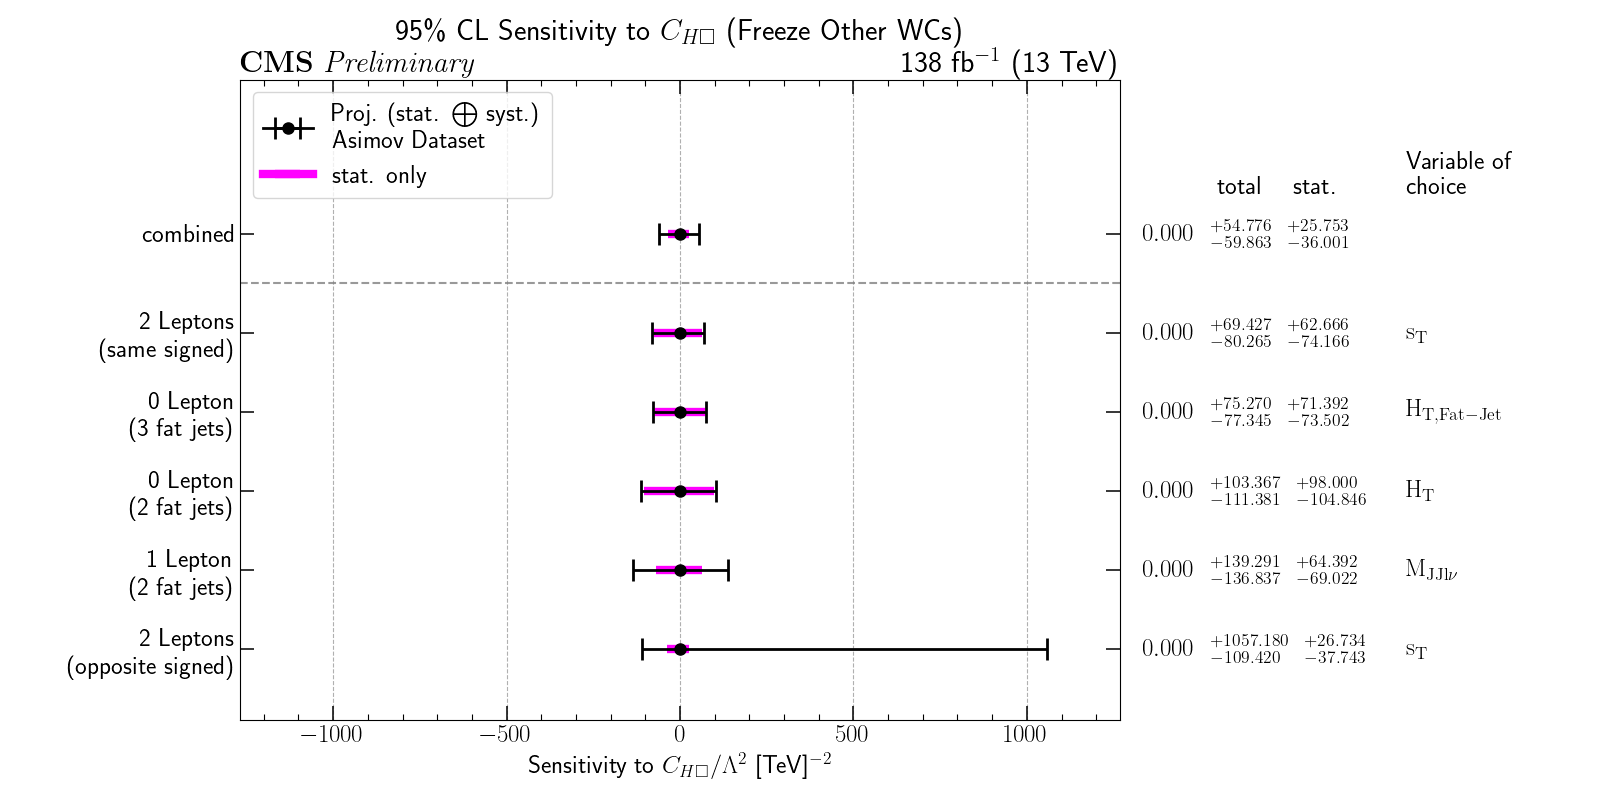 95% CL Sensitivity to C_{H□} (Freeze Other WCs)
CMS Preliminary 138 fb^{−1} (13 TeV)
Proj. (stat. ⨁ syst.)
Asimov Dataset
stat. only
Variable of
total stat. choice
combined 0.000 +54.776 −59.863 +25.753 −36.001
2 Leptons
(same signed) 0.000 +69.427 −80.265 +62.666 −74.166 s_T
0 Lepton
(3 fat jets) 0.000 +75.270 −77.345 +71.392 −73.502 H_{T,Fat−Jet}
0 Lepton
(2 fat jets) 0.000 +103.367 −111.381 +98.000 −104.846 H_T
1 Lepton
(2 fat jets) 0.000 +139.291 −136.837 +64.392 −69.022 M_{JJlν}
2 Leptons
(opposite signed) 0.000 +1057.180 −109.420 +26.734 −37.743 s_T
−1000 −500 0 500 1000
Sensitivity to C_{H□}/Λ² [TeV]^{−2}